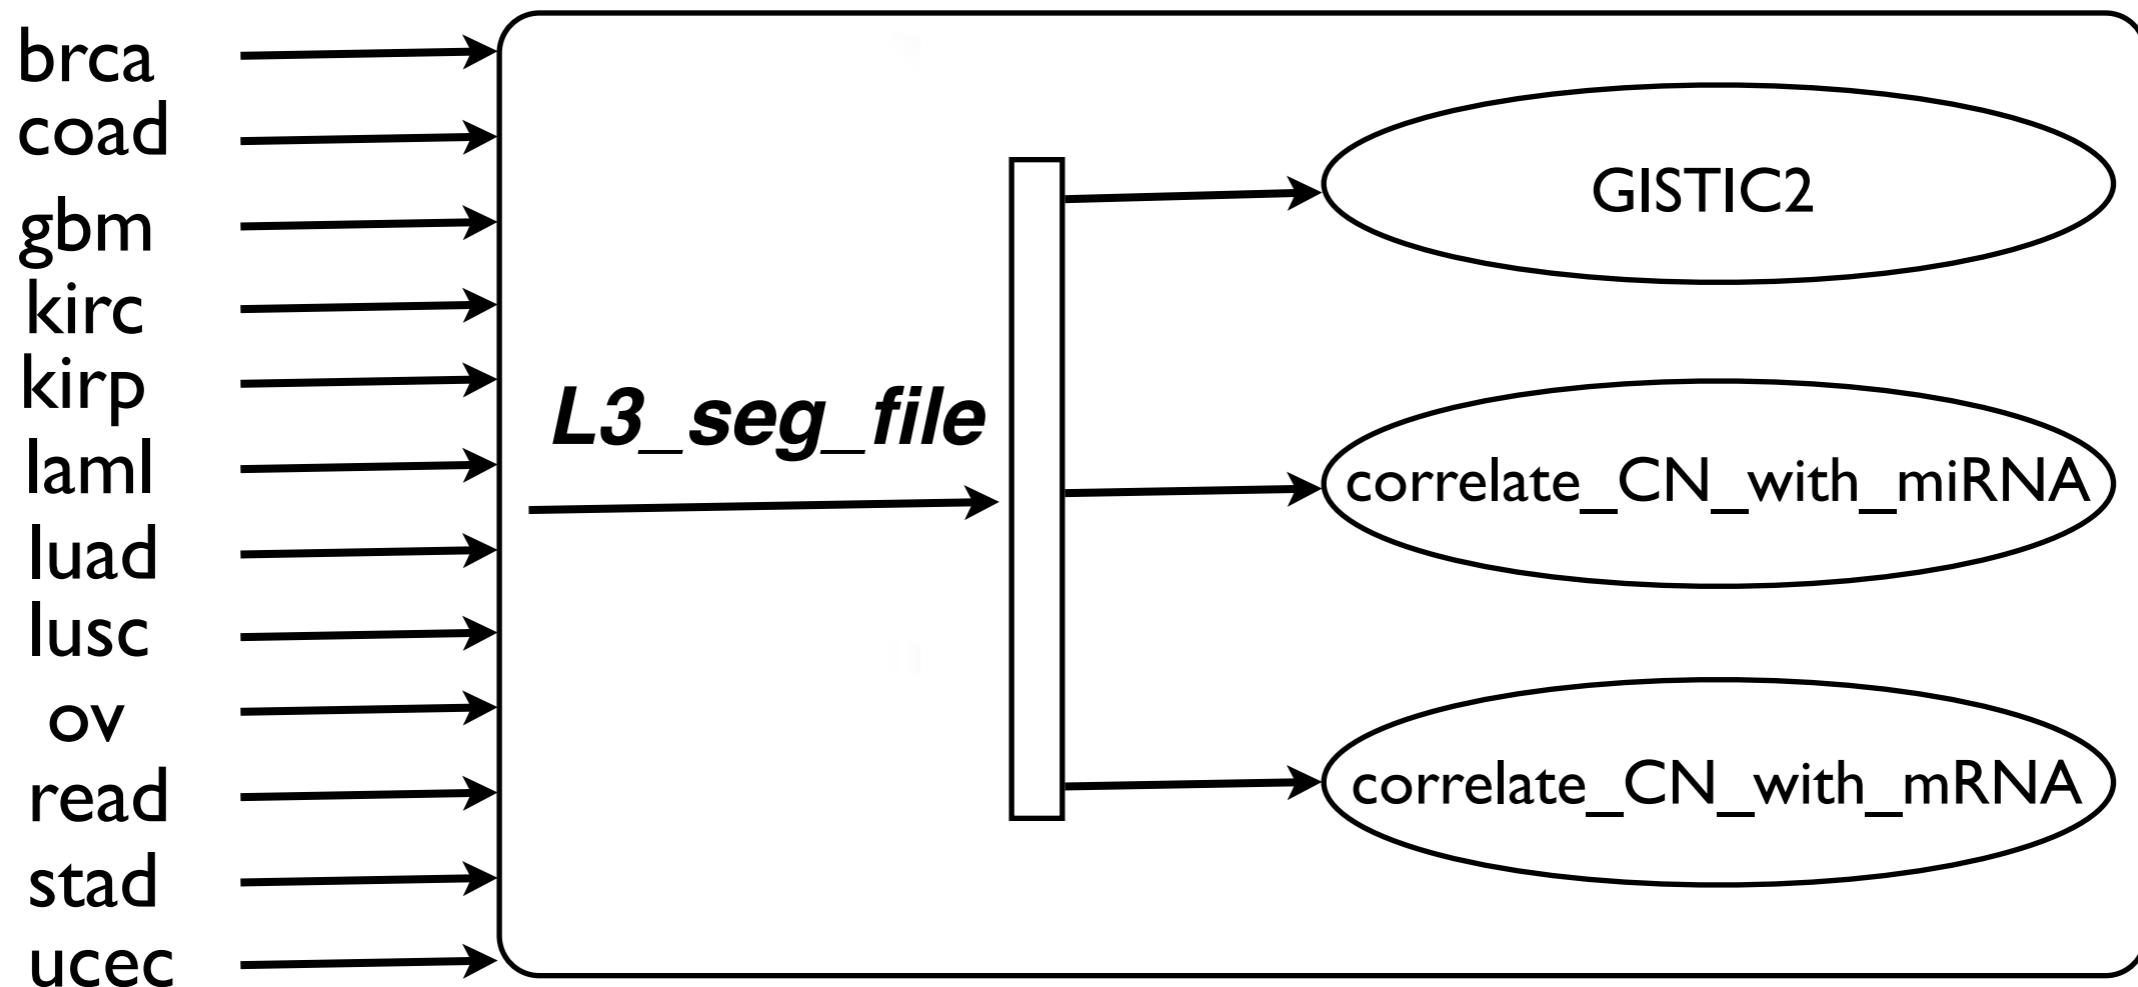 brca
coad
gbm
kirc
kirp
laml
luad
lusc
ov
read
stad
ucec
L3_seg_file
GISTIC2
correlate_CN_with_miRNA
correlate_CN_with_mRNA